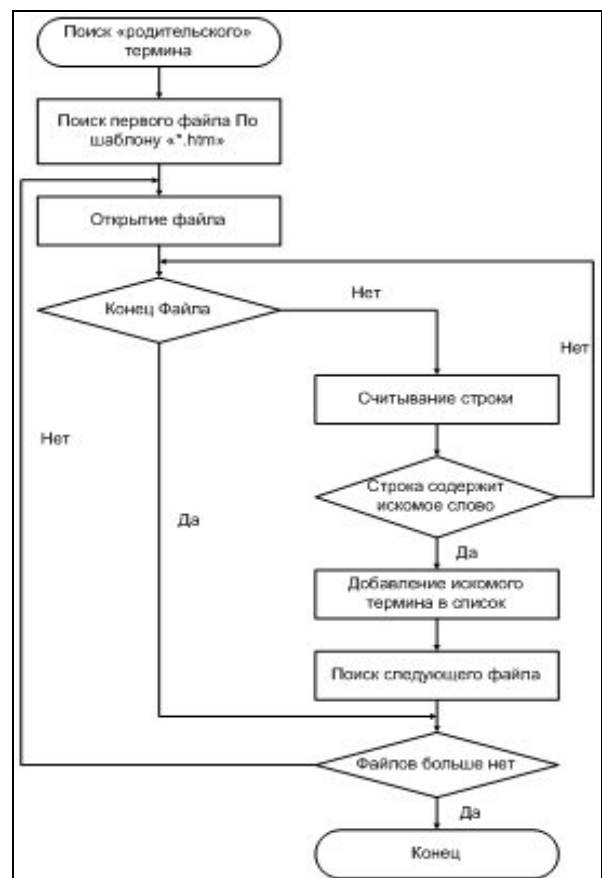 Поиск «родительского»
термина
Поиск первого файла По
шаблону «*.htm»
Открытие файла
Конец Файла
Нет
Нет
Считывание строки
Нет
Строка содержит
искомое слово
Да
Да
Добавление искомого
термина в список
Поиск следующего файла
Файлов больше нет
Да
Конец